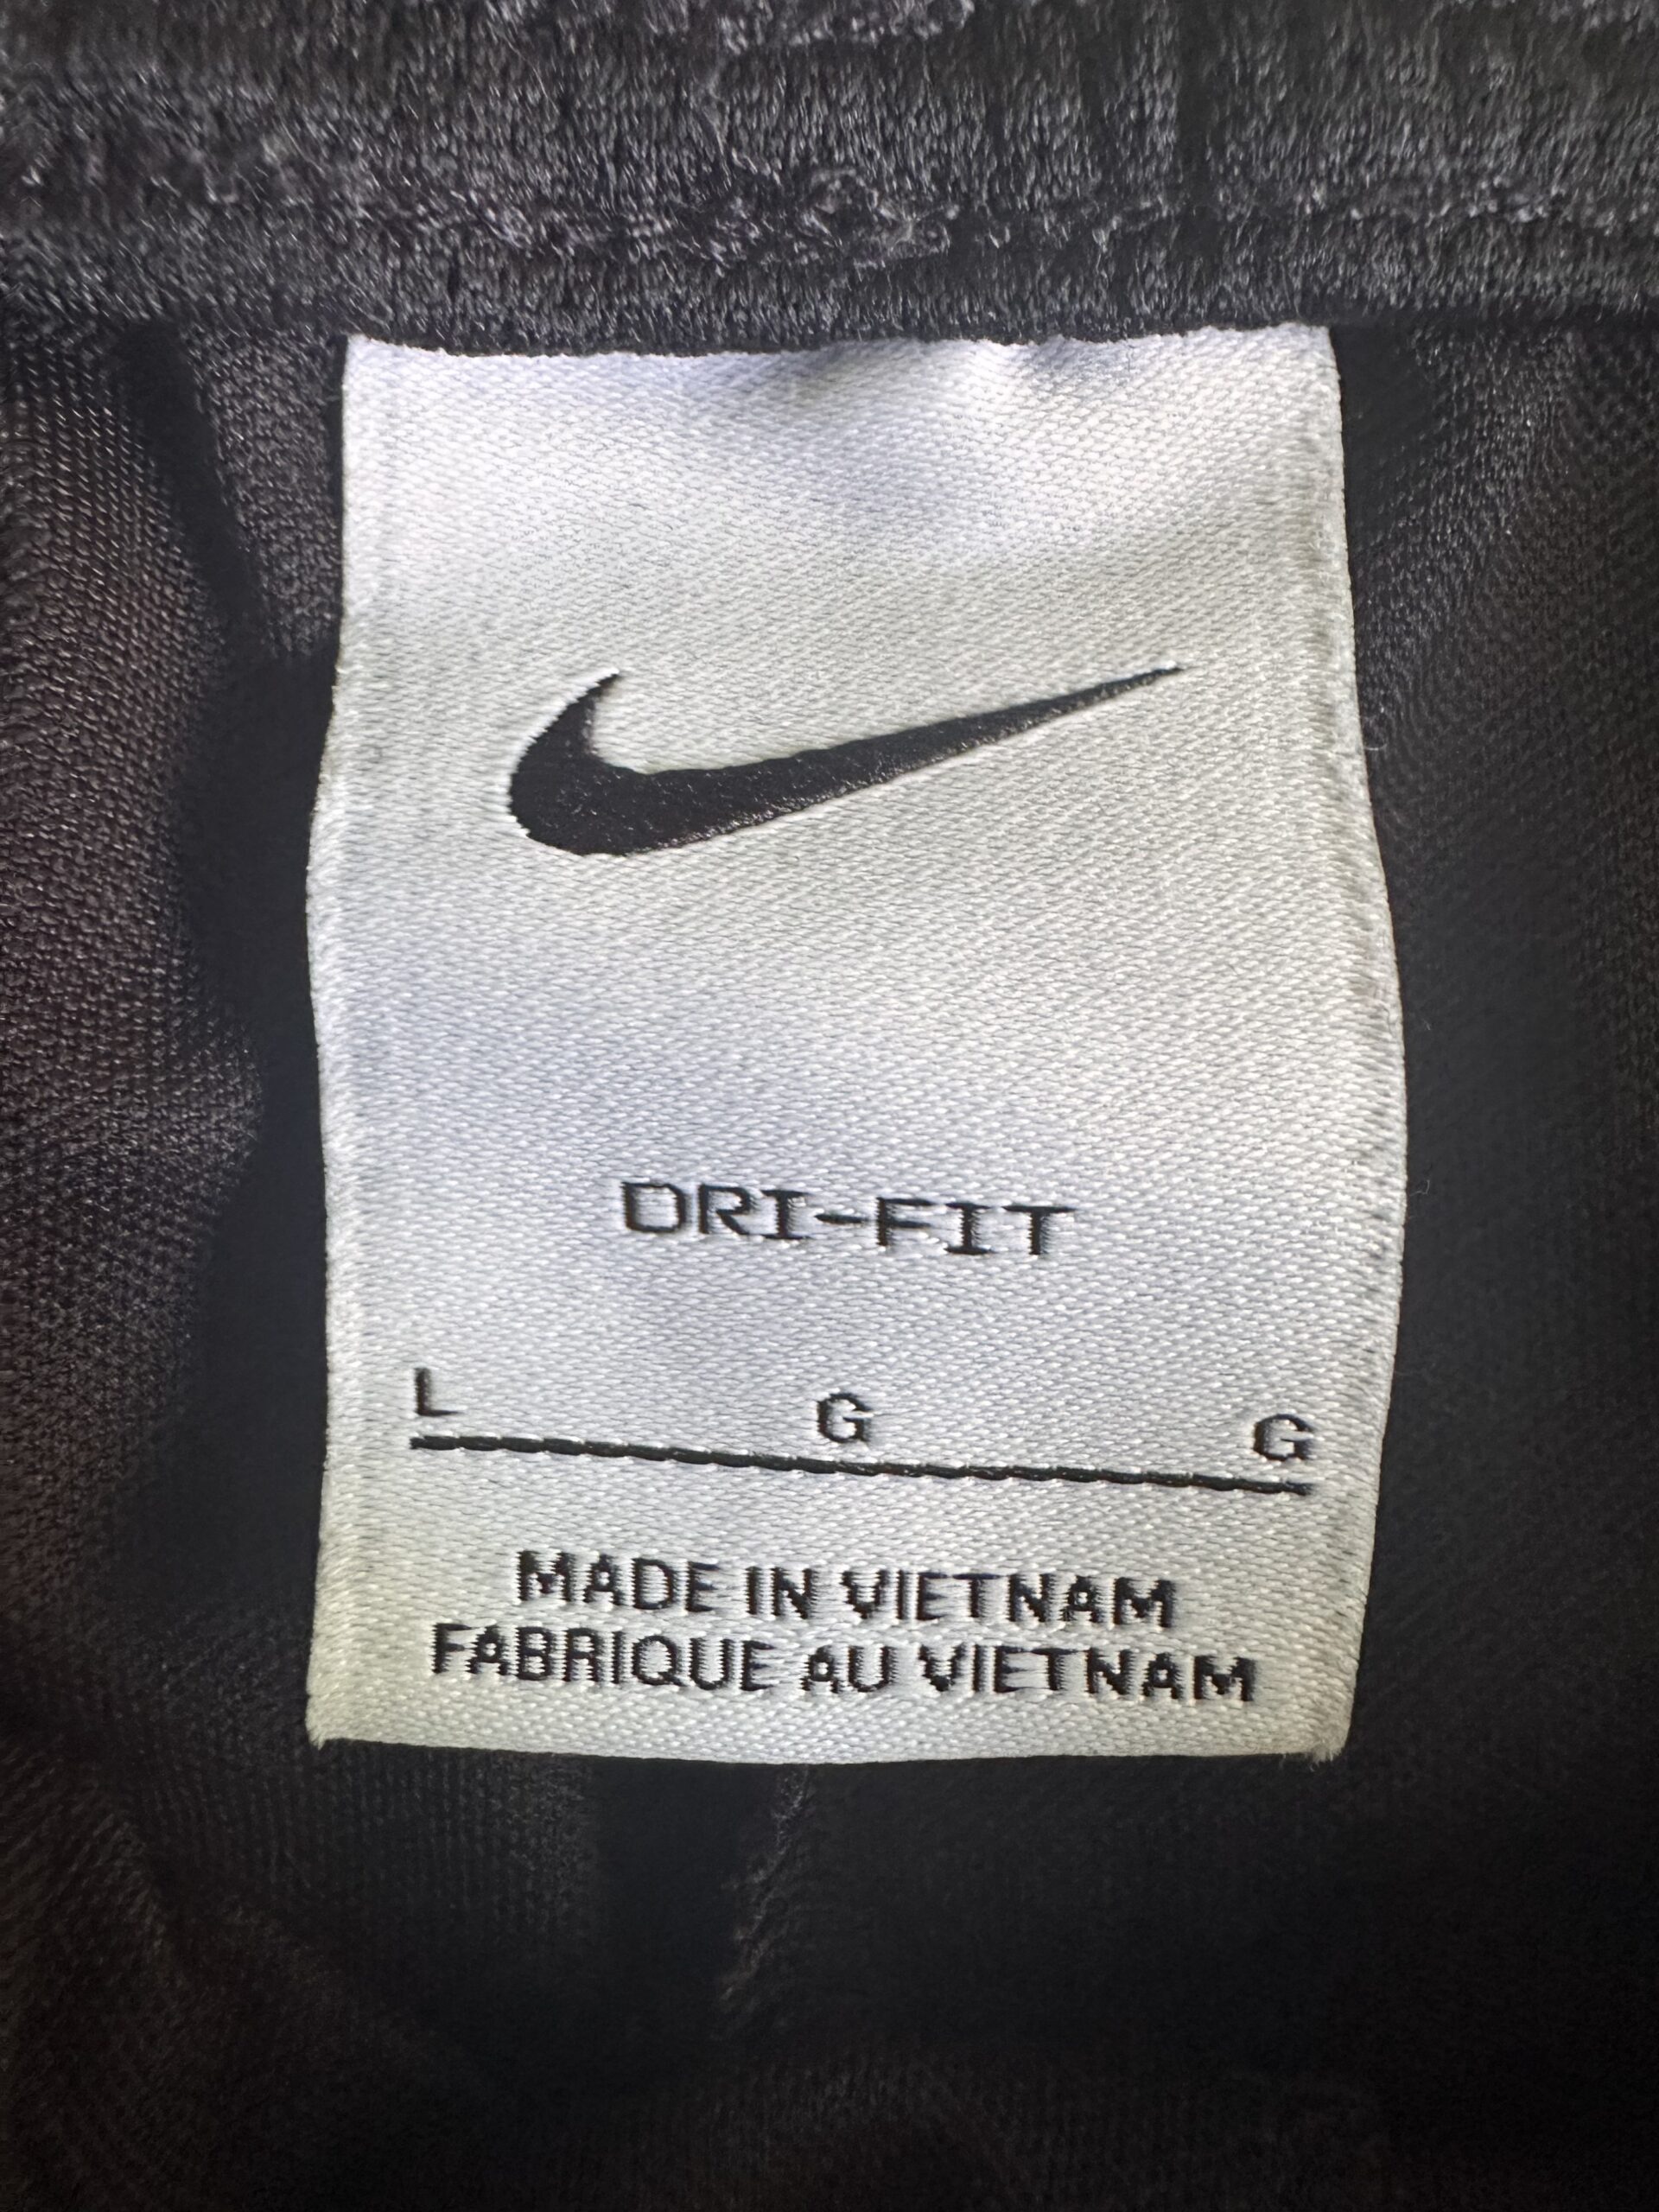 DRI-FIT
L G G
MADE IN VIETNAM
FABRIQUE AU VIETNAM